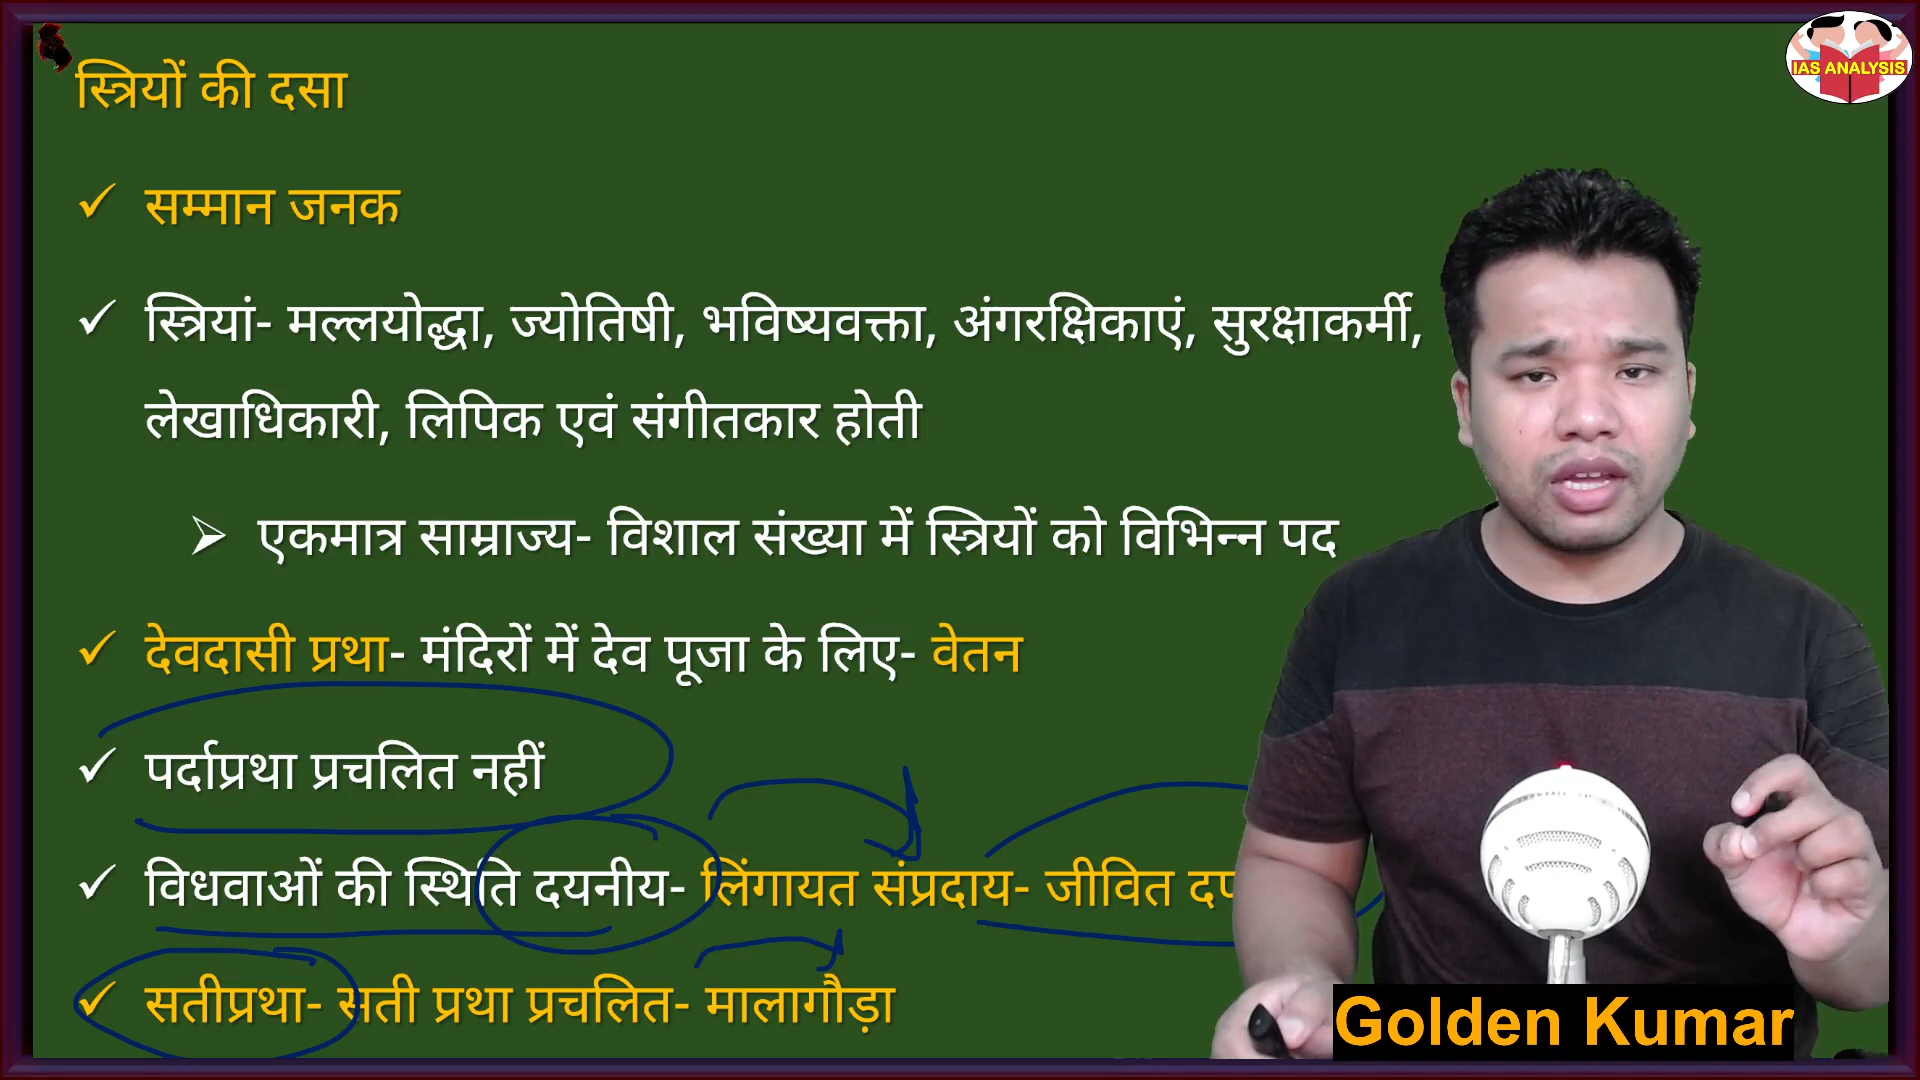 स्त्रियों की दसा
IAS ANALYSIS
सम्मान जनक
स्त्रियां- मल्लयोद्धा, ज्योतिषी, भविष्यवक्ता, अंगरक्षिकाएं, सुरक्षाकर्मी,
लेखाधिकारी, लिपिक एवं संगीतकार होती
एकमात्र साम्राज्य- विशाल संख्या में स्त्रियों को विभिन्न पद
देवदासी प्रथा- मंदिरों में देव पूजा के लिए- वेतन
पर्दाप्रथा प्रचलित नहीं
विधवाओं की स्थिति दयनीय- लिंगायत संप्रदाय- जीवित
सतीप्रथा- सती प्रथा प्रचलित- मालागौड़ा
Golden Kumar